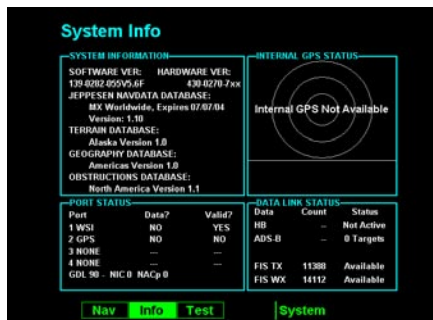 System Info
SYSTEM INFORMATION
SOFTWARE VER: HARDWARE VER:
139-0282-055V5.6F 430-0270-7xx
JEPPESEN NAVDATA DATABASE:
MX Worldwide, Expires 07/07/04
Version: 1.10
TERRAIN DATABASE:
Alaska Version 1.0
GEOGRAPHY DATABASE:
Americas Version 1.0
OBSTRUCTIONS DATABASE:
North America Version 1.1
INTERNAL GPS STATUS
Internal GPS Not Available
PORT STATUS
Port Data? Valid?
1 WSI NO YES
2 GPS NO NO
3 NONE --- ---
4 NONE --- ---
GDL 90 - NIC 0 NACp 0
DATA LINK STATUS
Data Count Status
HB -- Not Active
ADS-B -- 0 Targets
FIS TX 11388 Available
FIS WX 14112 Available
Nav Info Test System